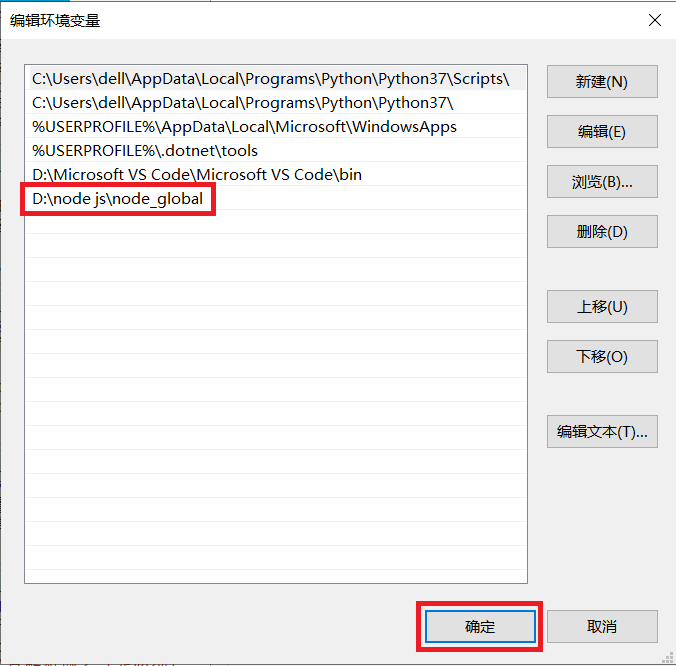 编辑环境变量
C:\Users\dell\AppData\Local\Programs\Python\Python37\Scripts\
C:\Users\dell\AppData\Local\Programs\Python\Python37\
%USERPROFILE%\AppData\Local\Microsoft\WindowsApps
%USERPROFILE%\.dotnet\tools
D:\Microsoft VS Code\Microsoft VS Code\bin
D:\node js\node_global
新建(N)
编辑(E)
浏览(B)...
删除(D)
上移(U)
下移(O)
编辑文本(T)...
确定
取消